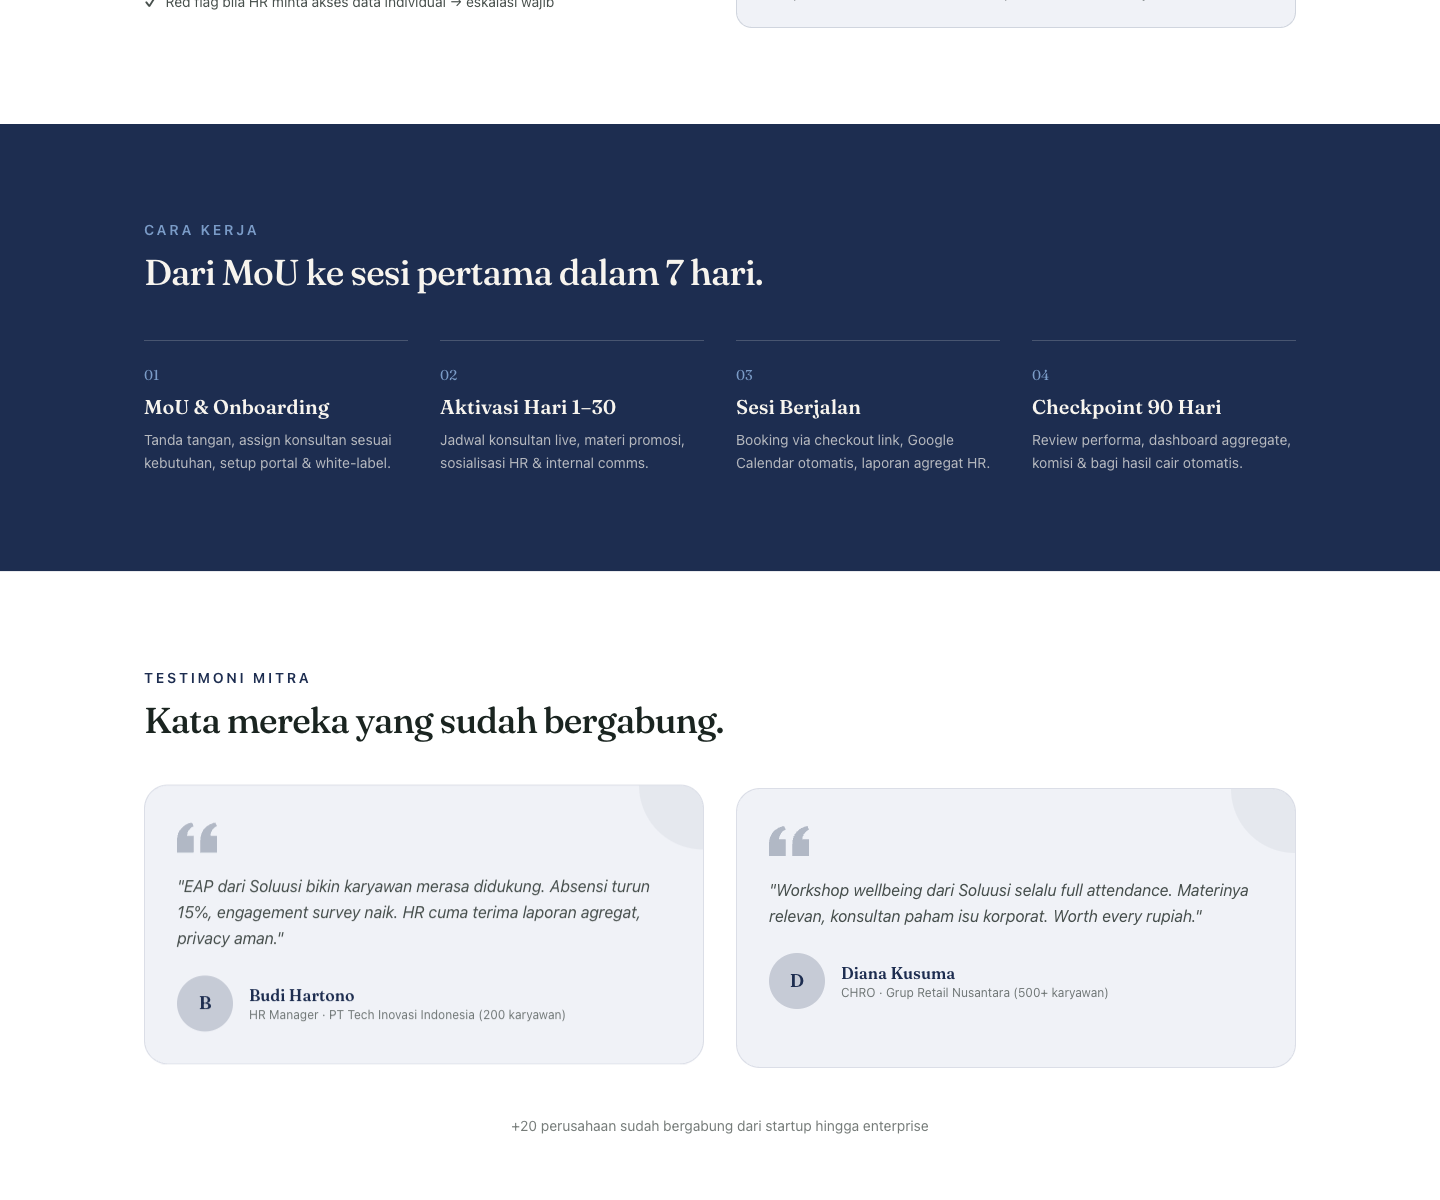 Red flag bila HR minta akses data individual → eskalasi wajib
CARA KERJA
Dari MoU ke sesi pertama dalam 7 hari.
01
MoU & Onboarding
Tanda tangan, assign konsultan sesuai
kebutuhan, setup portal & white-label.
02
Aktivasi Hari 1–30
Jadwal konsultan live, materi promosi,
sosialisasi HR & internal comms.
03
Sesi Berjalan
Booking via checkout link, Google
Calendar otomatis, laporan agregat HR.
04
Checkpoint 90 Hari
Review performa, dashboard aggregate,
komisi & bagi hasil cair otomatis.
TESTIMONI MITRA
Kata mereka yang sudah bergabung.
"EAP dari Soluusi bikin karyawan merasa didukung. Absensi turun
15%, engagement survey naik. HR cuma terima laporan agregat,
privacy aman."
B
Budi Hartono
HR Manager · PT Tech Inovasi Indonesia (200 karyawan)
"Workshop wellbeing dari Soluusi selalu full attendance. Materinya
relevan, konsultan paham isu korporat. Worth every rupiah."
D
Diana Kusuma
CHRO · Grup Retail Nusantara (500+ karyawan)
+20 perusahaan sudah bergabung dari startup hingga enterprise